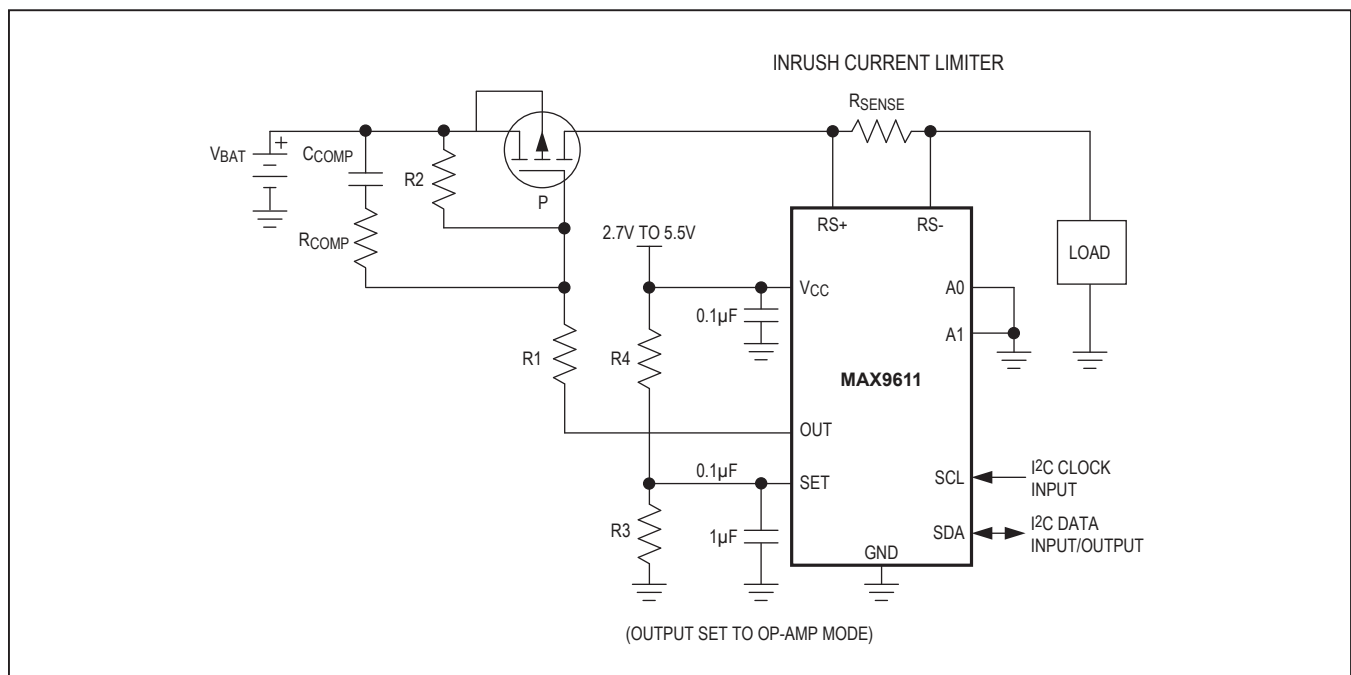 INRUSH CURRENT LIMITER
RSENSE
VBAT
+
CCOMP
R2
P
RCOMP
2.7V TO 5.5V
RS+
RS-
LOAD
VCC
A0
0.1µF
A1
R1
R4
MAX9611
OUT
0.1µF
SET
SCL
I2C CLOCK
INPUT
R3
1µF
SDA
I2C DATA
INPUT/OUTPUT
GND
(OUTPUT SET TO OP-AMP MODE)